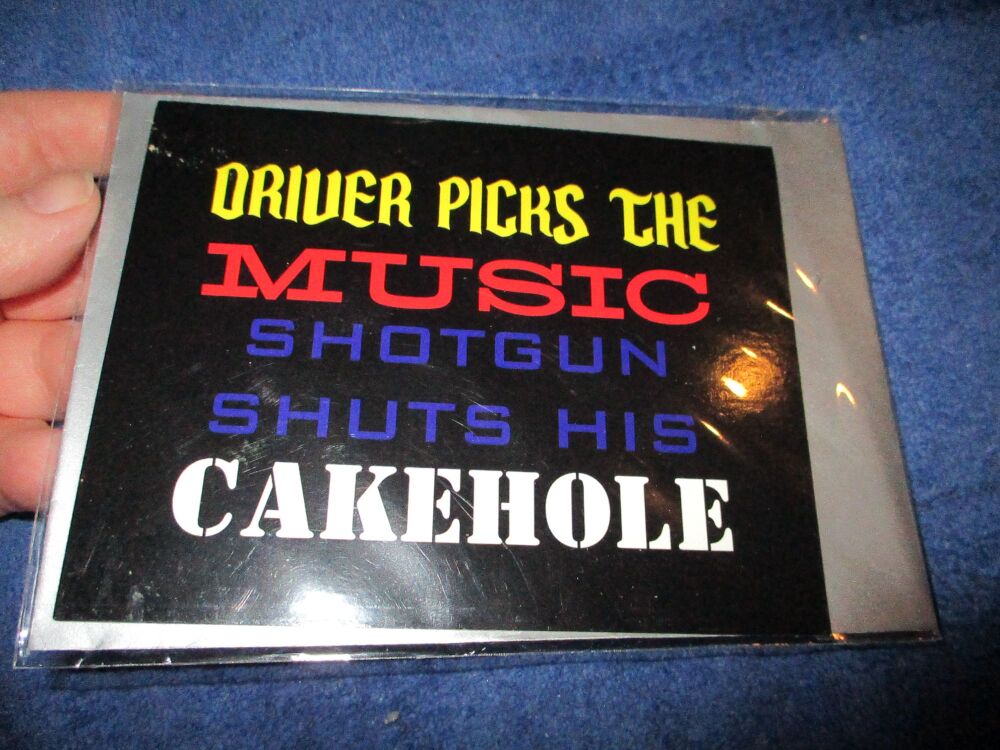 DRIVER PICKS THE
MUSIC
SHOTGUN
SHUTS HIS
CAKEHOLE